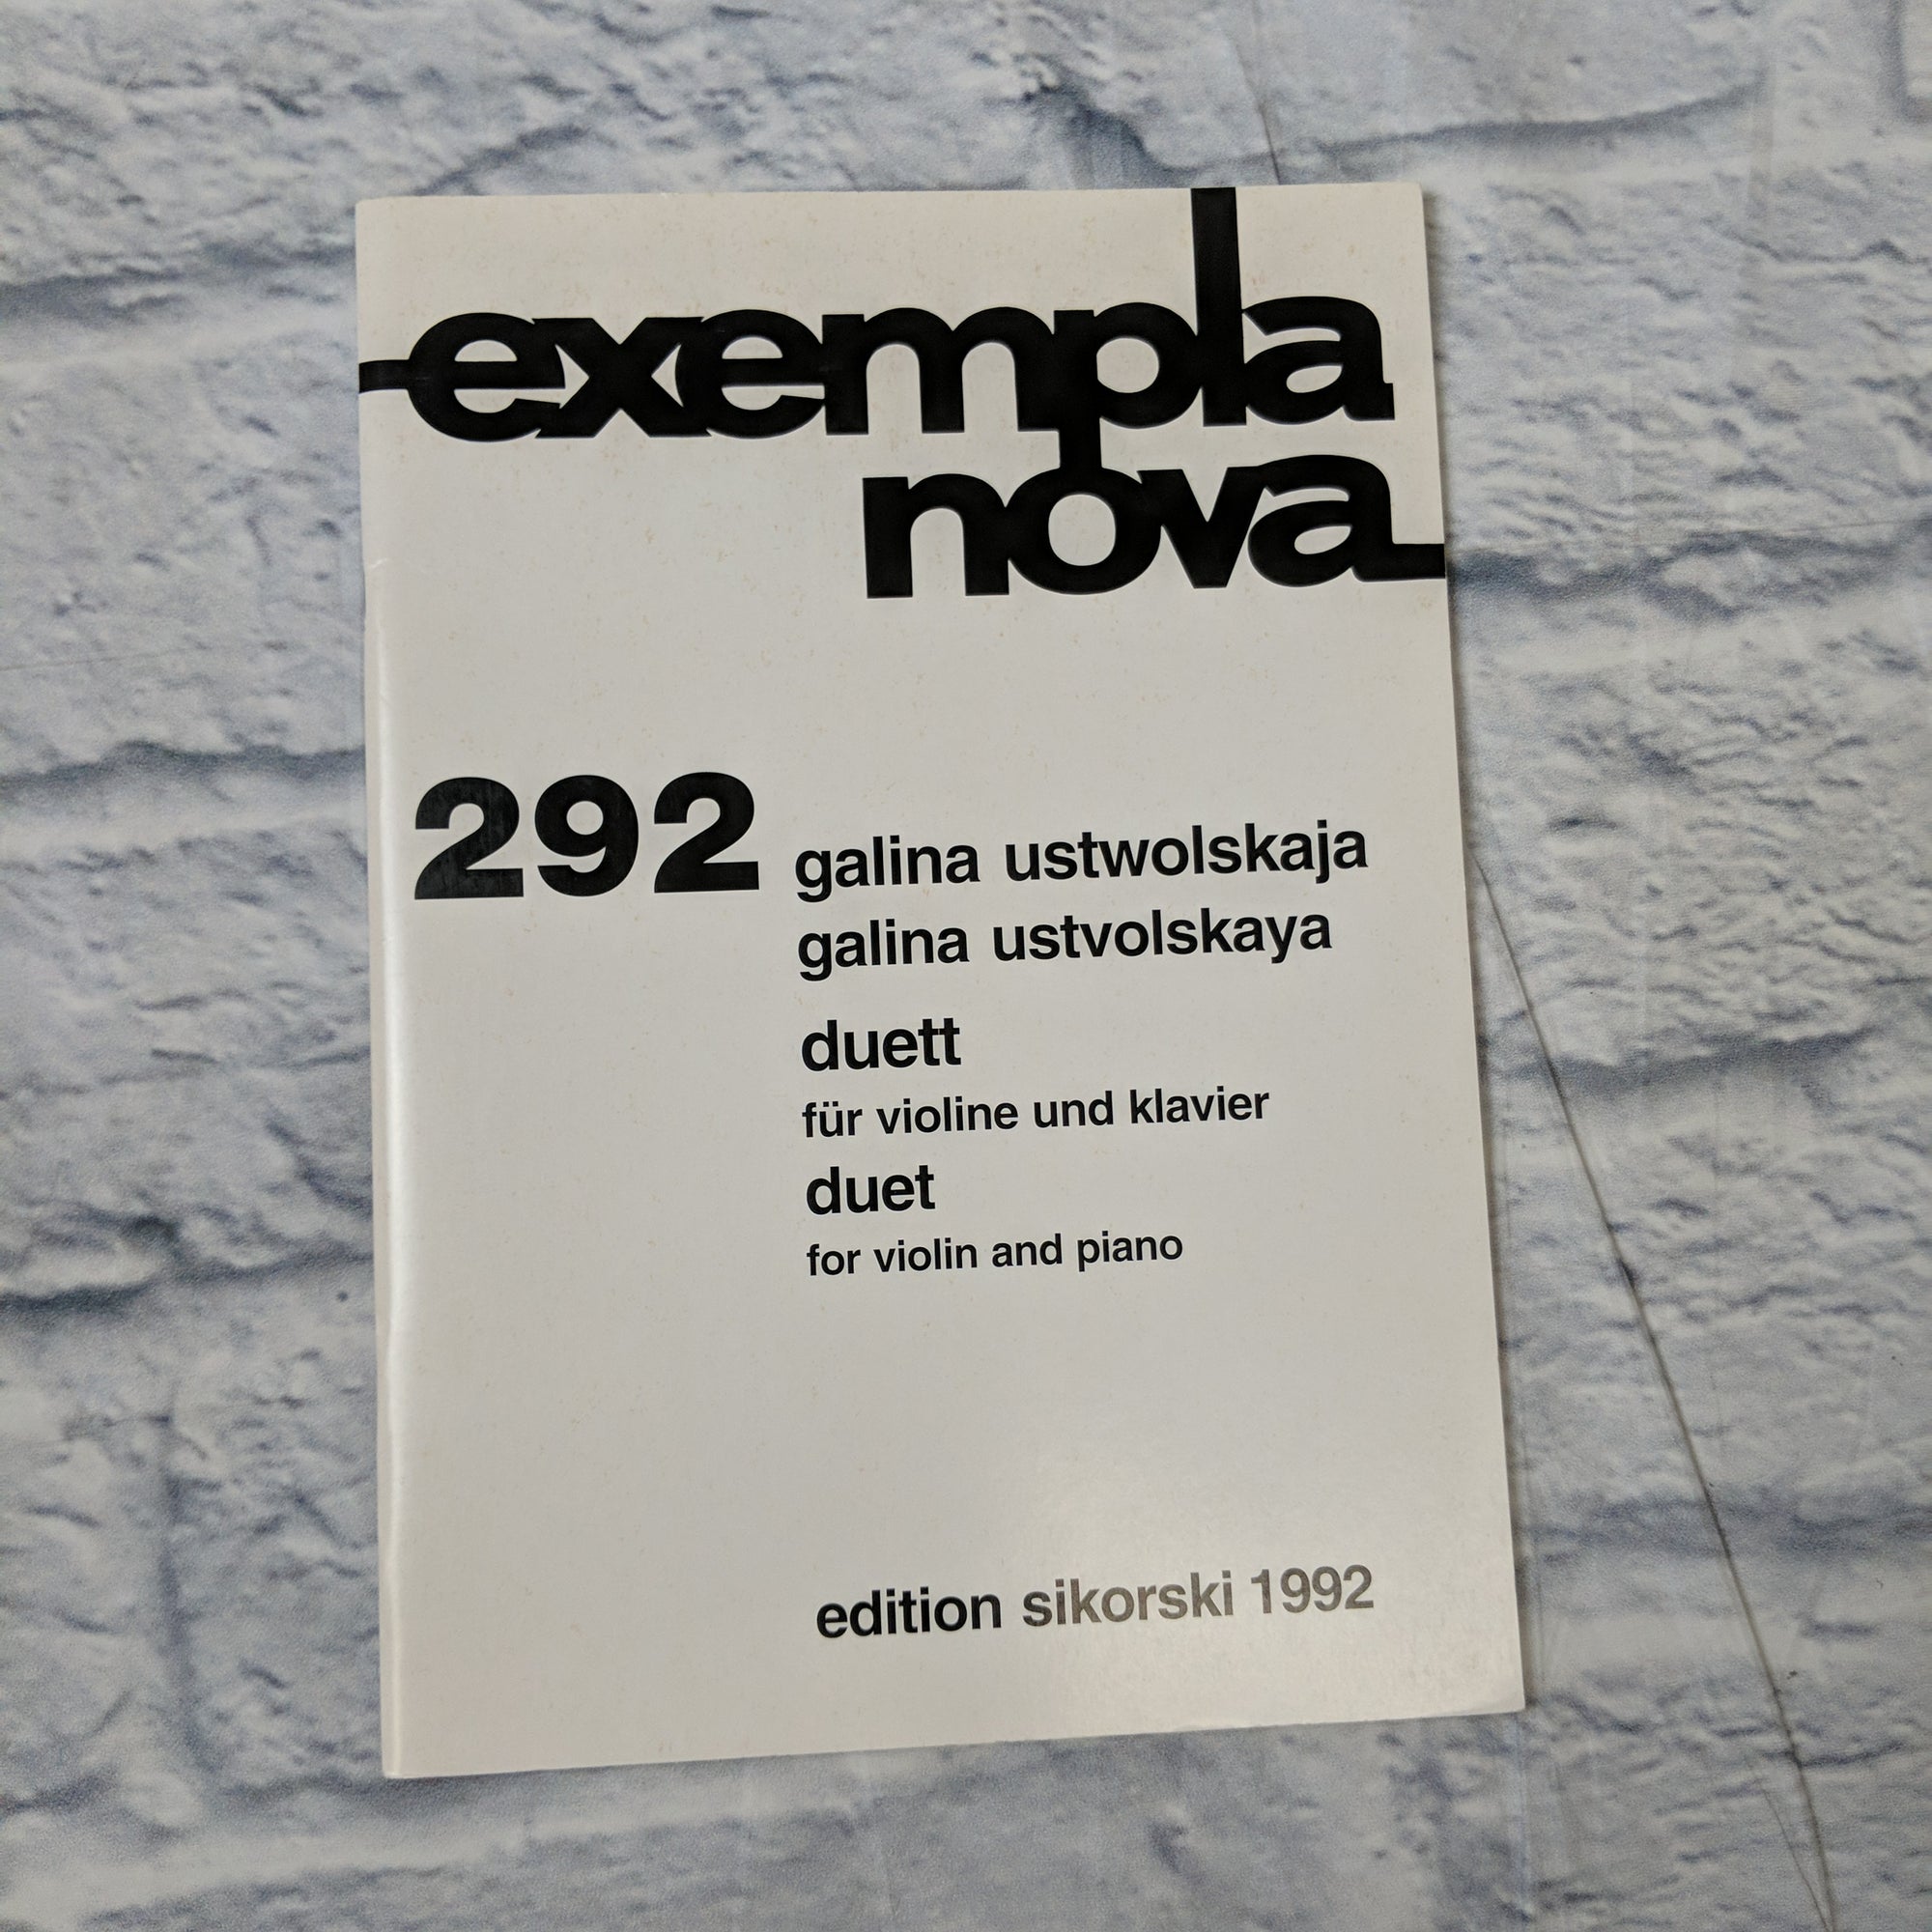 exempla
nova
292
galina ustwolskaja
galina ustvolskaya
duett
für violine und klavier
duet
for violin and piano
edition sikorski 1992